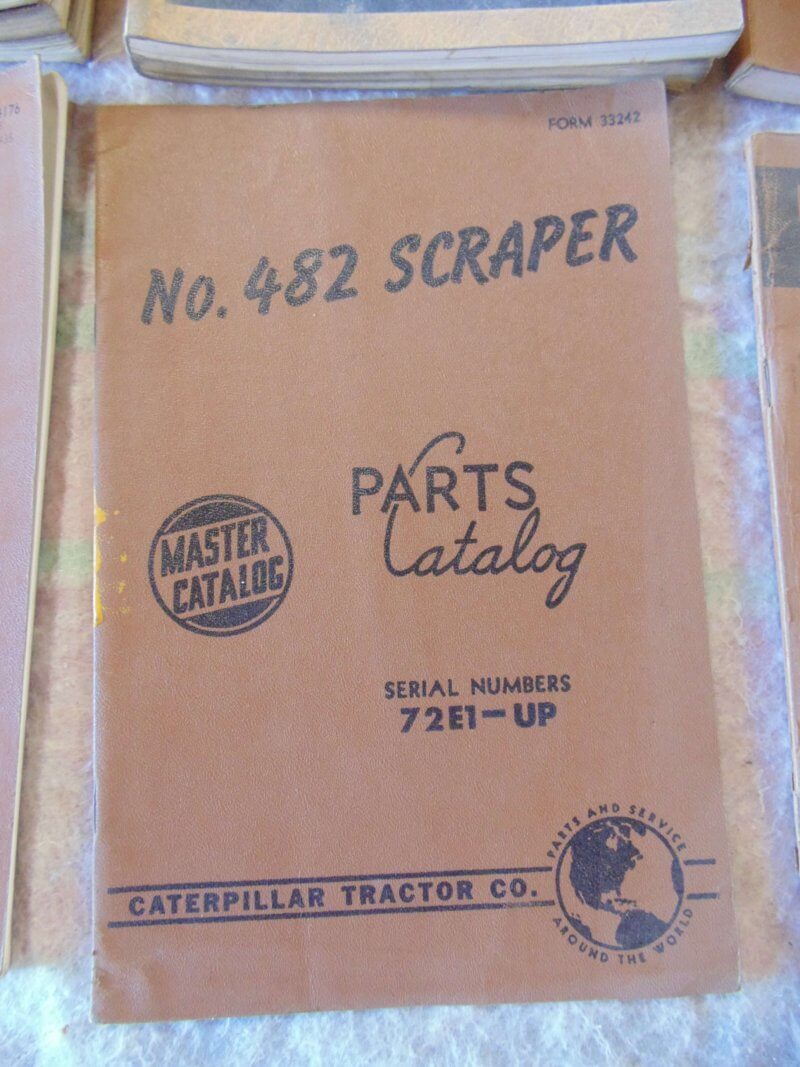 FORM 33242
No. 482 SCRAPER
PARTS
Catalog
MASTER
CATALOG
SERIAL NUMBERS
72E1-UP
PARTS AND SERVICE
AROUND THE WORLD
CATERPILLAR TRACTOR CO.